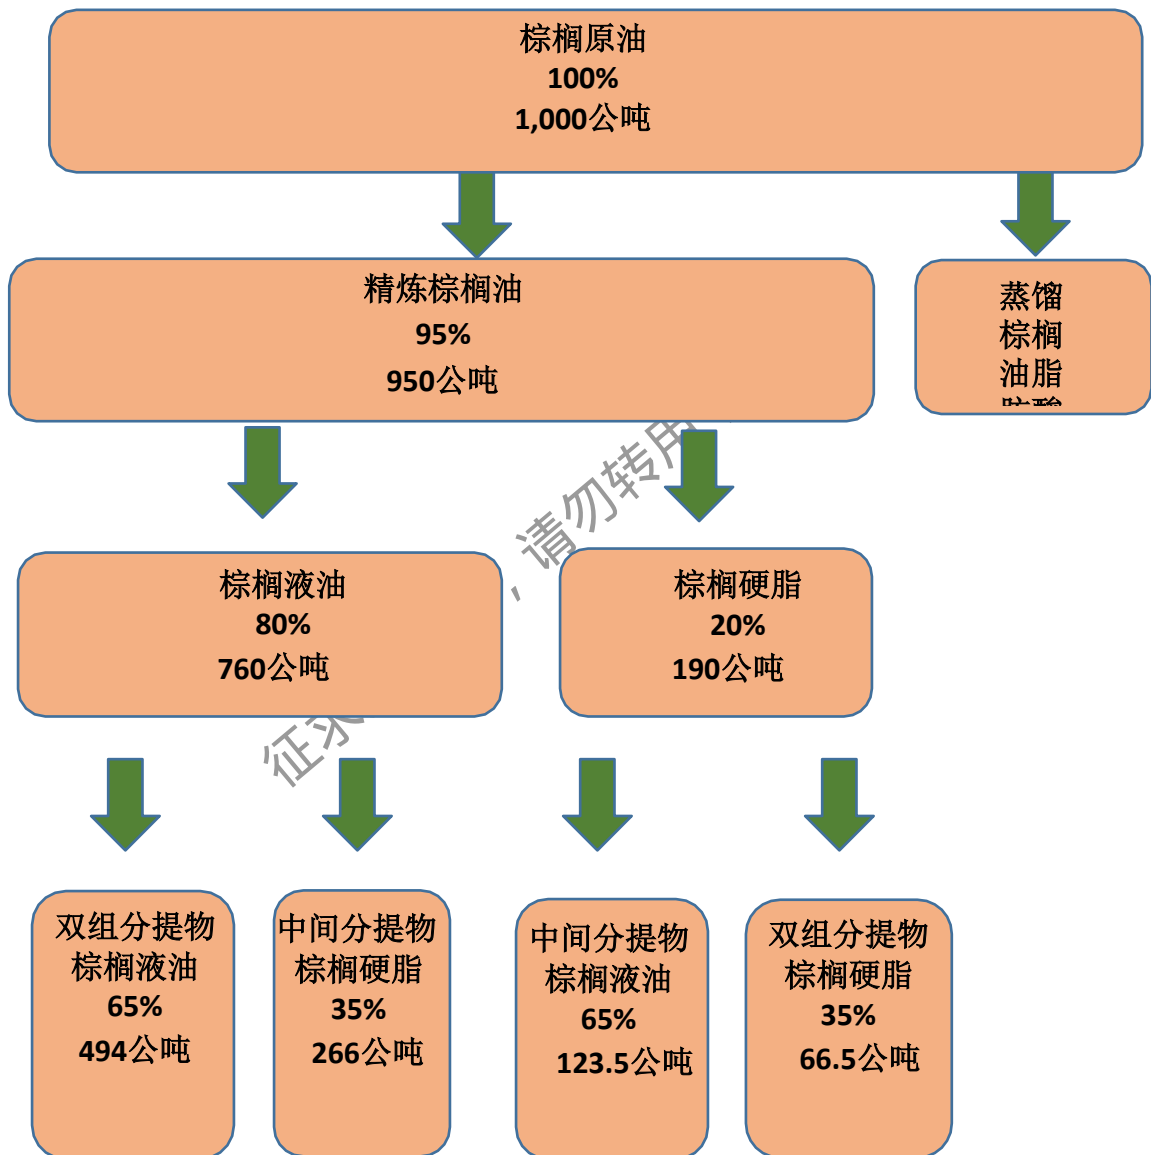 棕榈原油
100%
1,000公吨
精炼棕榈油
95%
950公吨
蒸馏
棕榈
油脂
肪酸
棕榈液油
80%
760公吨
棕榈硬脂
20%
190公吨
征求
，请勿转用
双组分提物
棕榈液油
65%
494公吨
中间分提物
棕榈硬脂
35%
266公吨
中间分提物
棕榈液油
65%
123.5公吨
双组分提物
棕榈硬脂
35%
66.5公吨